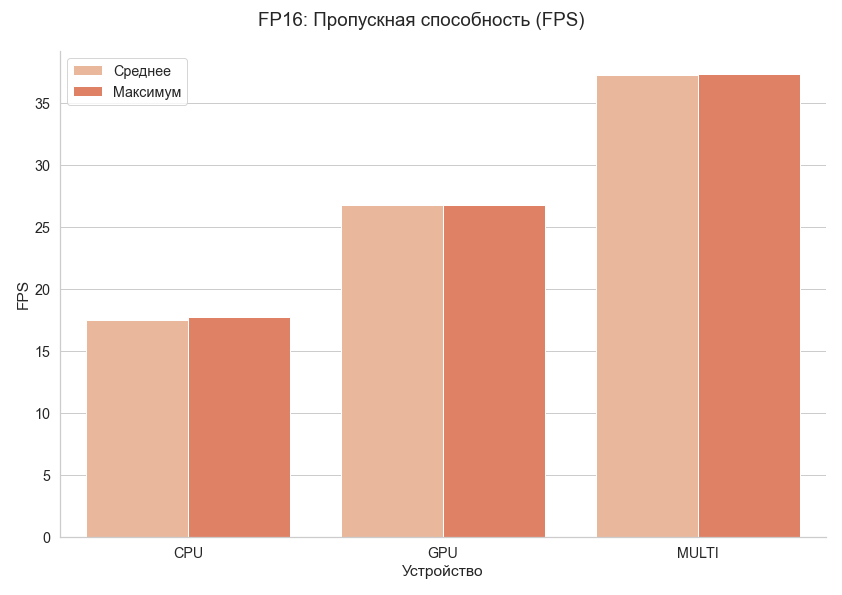 FP16: Пропускная способность (FPS)
Среднее
Максимум
35
30
25
20
15
10
5
0
FPS
CPU
GPU
MULTI
Устройство